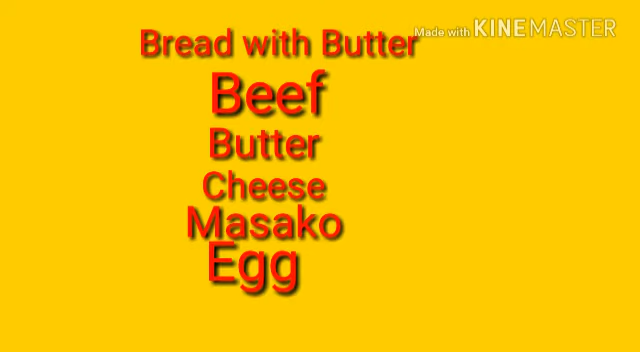 Bread with Butter
Made with KINEMASTER
Beef
Butter
Cheese
Masako
Egg